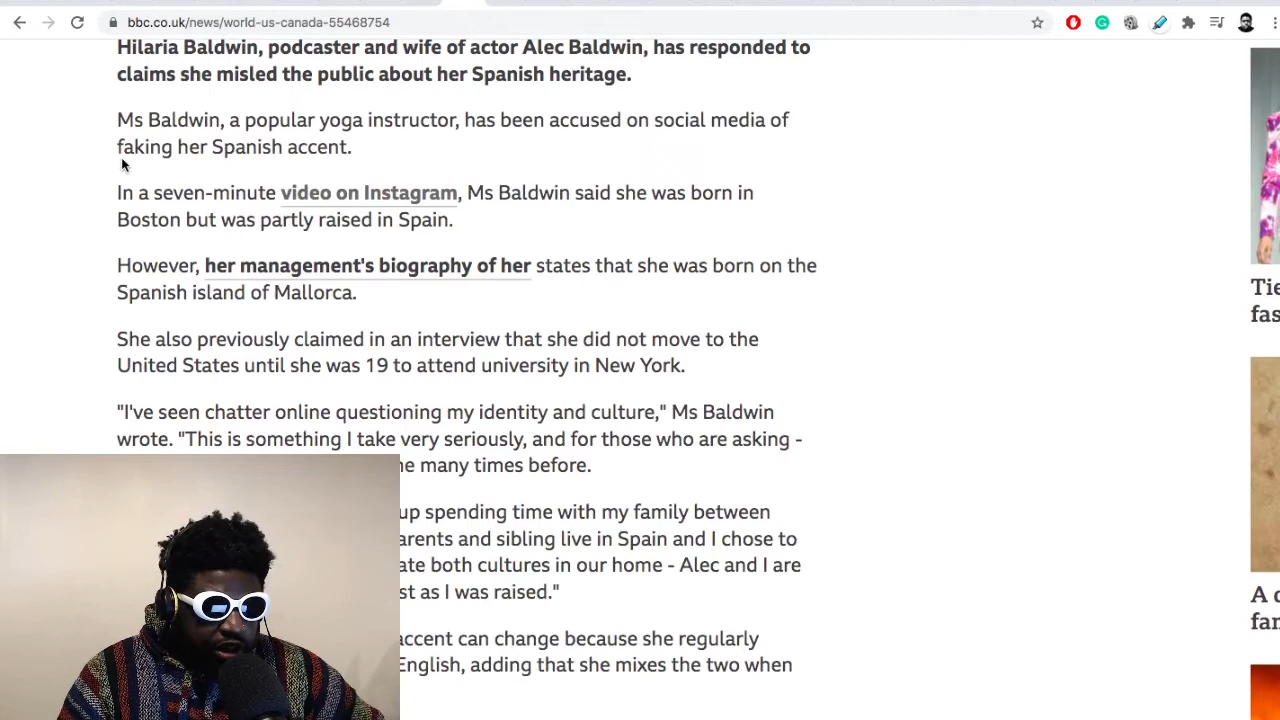 bbc.co.uk/news/world-us-canada-55468754
Hilaria Baldwin, podcaster and wife of actor Alec Baldwin, has responded to
claims she misled the public about her Spanish heritage.
Ms Baldwin, a popular yoga instructor, has been accused on social media of
faking her Spanish accent.
In a seven-minute video on Instagram, Ms Baldwin said she was born in
Boston but was partly raised in Spain.
However, her management's biography of her states that she was born on the
Spanish island of Mallorca.
She also previously claimed in an interview that she did not move to the
United States until she was 19 to attend university in New York.
"I've seen chatter online questioning my identity and culture," Ms Baldwin
wrote. "This is something I take very seriously, and for those who are asking -
many times before.
up spending time with my family between
sibling live in Spain and I chose to
both cultures in our home - Alec and I are
as I was raised."
accent can change because she regularly
English, adding that she mixes the two when